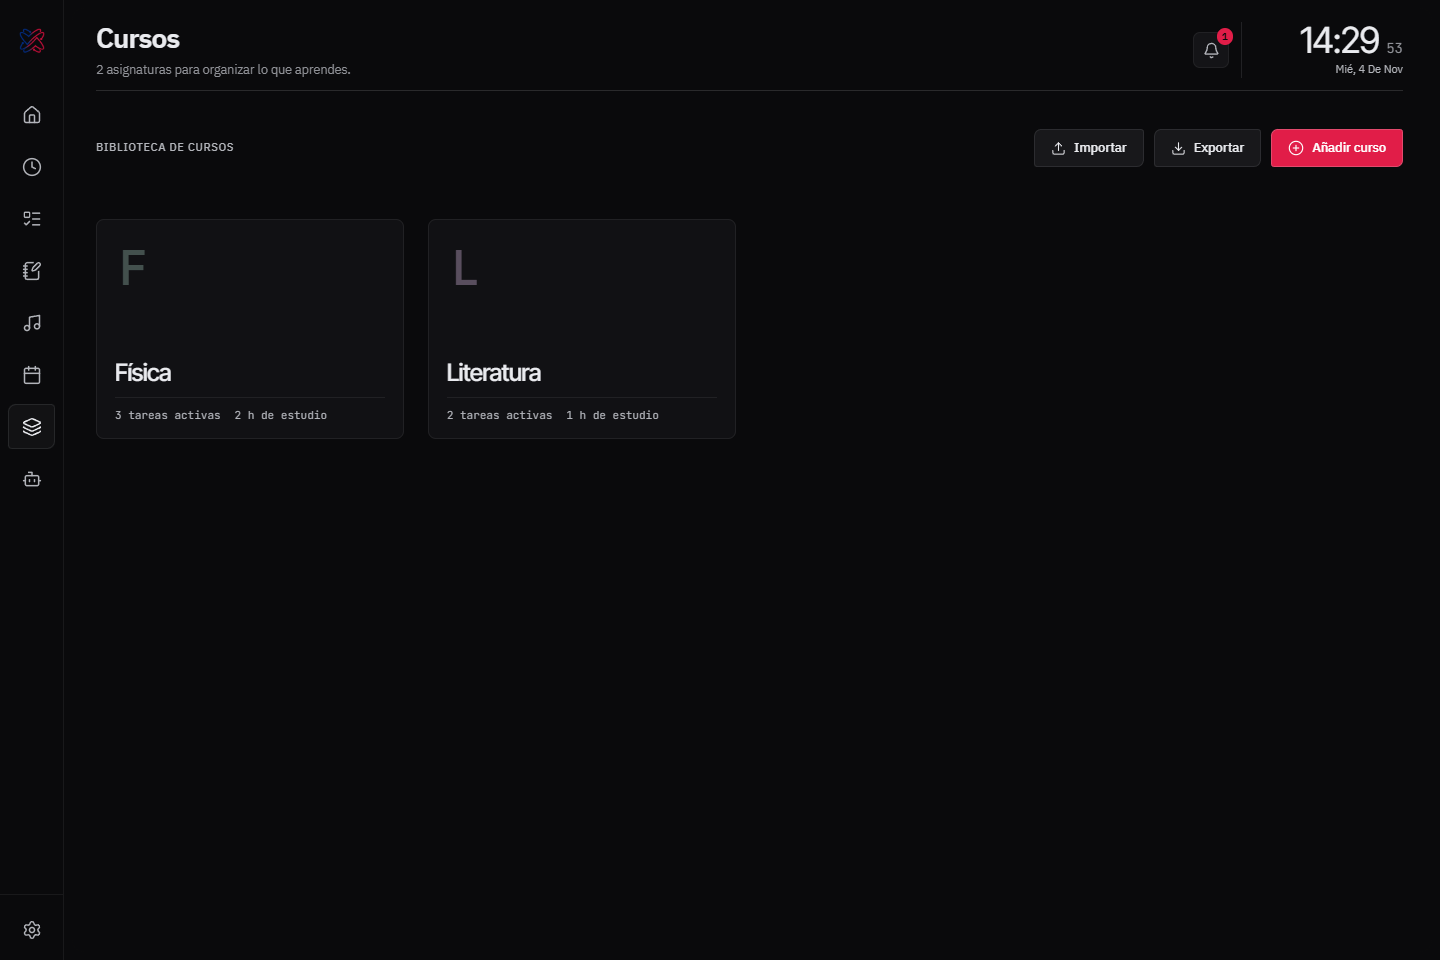 Cursos
2 asignaturas para organizar lo que aprendes.
1
14:29 53
Mié, 4 De Nov
BIBLIOTECA DE CURSOS
Importar
Exportar
Añadir curso
F
Física
3 tareas activas 2 h de estudio
L
Literatura
2 tareas activas 1 h de estudio